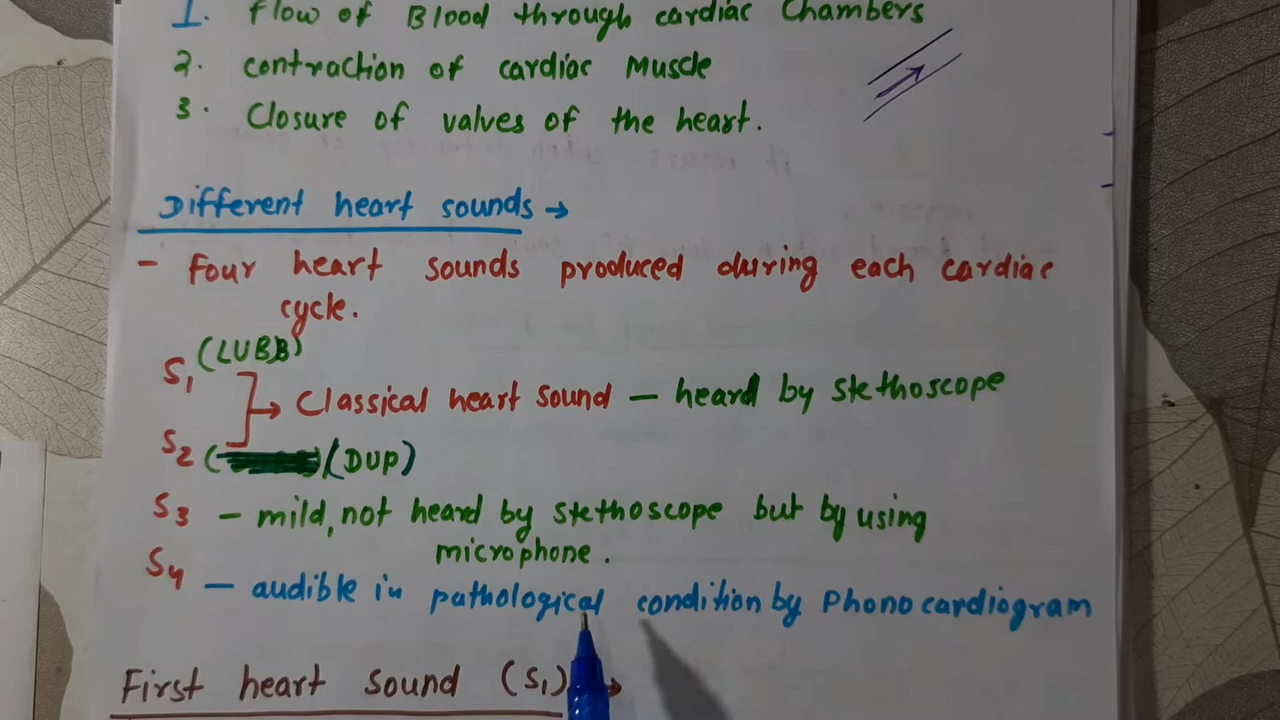 1. Flow of Blood through cardiac Chambers
2. contraction of cardiac Muscle
3. Closure of valves of the heart.
Different heart sounds →
- Four heart sounds produced during each cardiac
cycle.
S1 (LUBB)
→ Classical heart sound — heard by stethoscope
S2 (DUP)
S3 - mild, not heard by stethoscope but by using
microphone.
S4 — audible in pathological condition by Phonocardiogram
First heart sound (S1) →